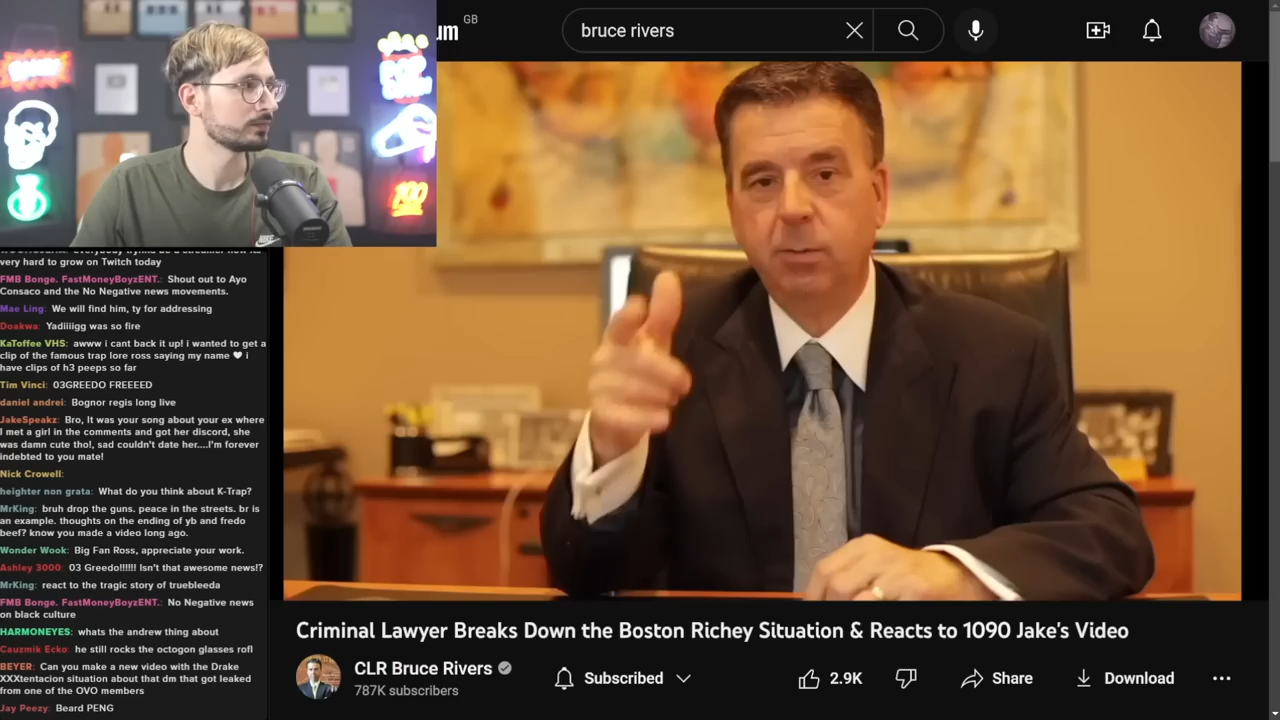 um GB
bruce rivers
100
Everybody tryna be a streamer now its
very hard to grow on Twitch today
FMB Bonge. FastMoneyBoyzENT.: Shout out to Ayo
Consaco and the No Negative news movements.
Mae Ling: We will find him, ty for addressing
Doakwa: Yadiiiigg was so fire
KaToffee VHS: awww i cant back it up! i wanted to get a
clip of the famous trap lore ross saying my name 🖤 i
have clips of h3 peeps so far
Tim Vinci: 03GREEDO FREEEED
daniel andrei: Bognor regis long live
JakeSpeakz: Bro, It was your song about your ex where
I met a girl in the comments and got her discord, she
was damn cute tho!, sad couldn't date her....I'm forever
indebted to you mate!
Nick Crowell:
heighter non grata: What do you think about K-Trap?
MrKing: bruh drop the guns. peace in the streets. br is
an example. thoughts on the ending of yb and fredo
beef? know you made a video long ago.
Wonder Wook: Big Fan Ross, appreciate your work.
Ashley 3000: 03 Greedo!!!!!! Isn't that awesome news!?
MrKing: react to the tragic story of truebleeda
FMB Bonge. FastMoneyBoyzENT.: No Negative news
on black culture
HARMONEYES: whats the andrew thing about
Cauzmik Ecko: he still rocks the octogon glasses rofl
BEYER: Can you make a new video with the Drake
XXXtentacion situation about that dm that got leaked
from one of the OVO members
Jay Peezy: Beard PENG
Criminal Lawyer Breaks Down the Boston Richey Situation & Reacts to 1090 Jake's Video
CLR Bruce Rivers
787K subscribers
Subscribed
2.9K
Share
Download